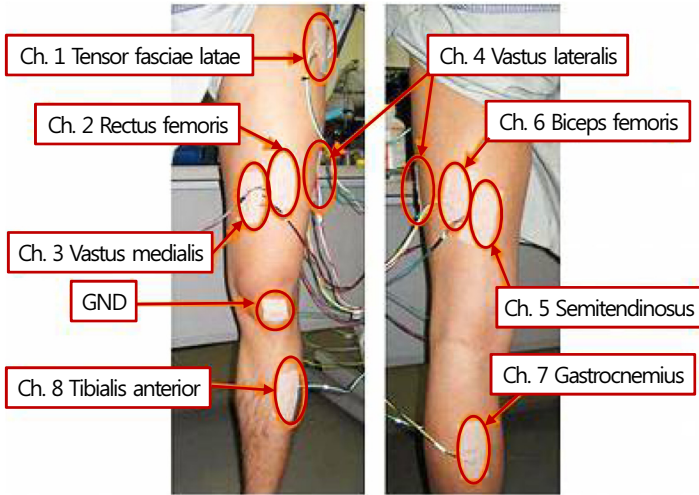 Ch. 1 Tensor fasciae latae
Ch. 4 Vastus lateralis
Ch. 2 Rectus femoris
Ch. 6 Biceps femoris
Ch. 3 Vastus medialis
GND
Ch. 5 Semitendinosus
Ch. 8 Tibialis anterior
Ch. 7 Gastrocnemius